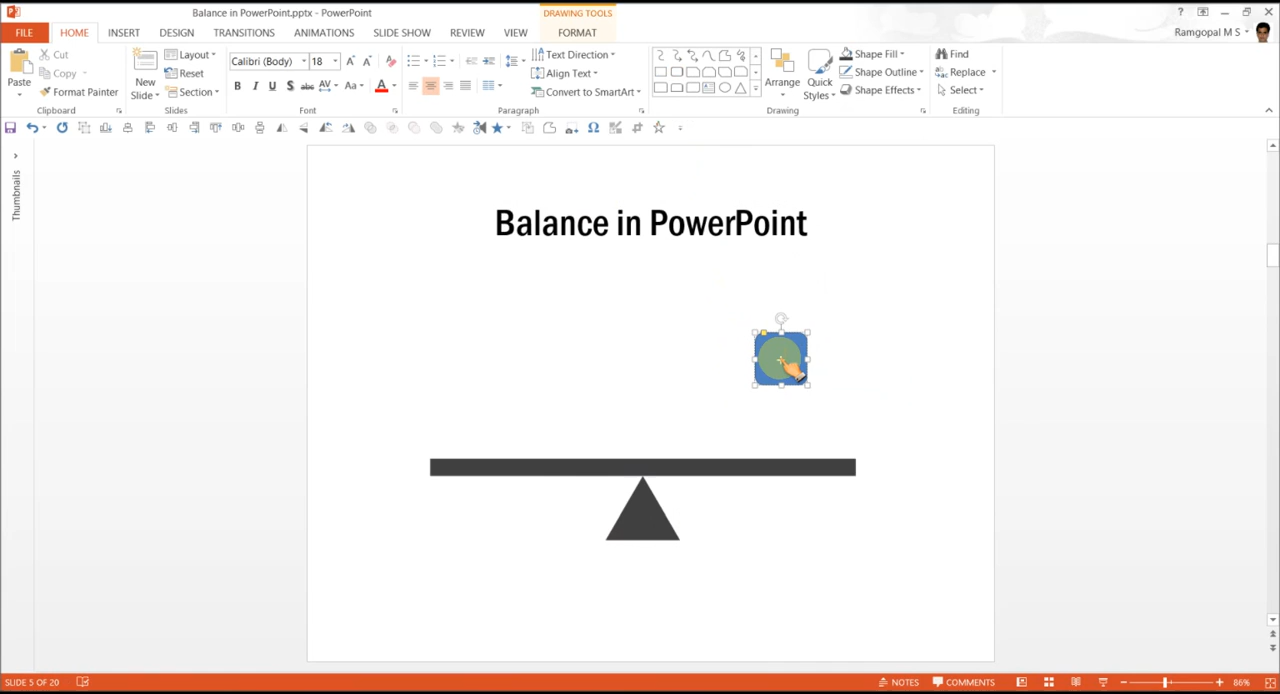 Balance in PowerPoint.pptx - PowerPoint
DRAWING TOOLS
?
FILE HOME INSERT DESIGN TRANSITIONS ANIMATIONS SLIDE SHOW REVIEW VIEW FORMAT
Ramgopal M S
Paste
Cut
Copy
Format Painter
Clipboard
New
Slide
Layout
Reset
Section
Slides
Calibri (Body) 18
B I U S abc AV Aa A
Font
Text Direction
Align Text
Convert to SmartArt
Paragraph
Arrange
Quick
Styles
Shape Fill
Shape Outline
Shape Effects
Drawing
Find
Replace
Select
Editing
Thumbnails
Balance in PowerPoint
SLIDE 5 OF 20
NOTES
COMMENTS
86%